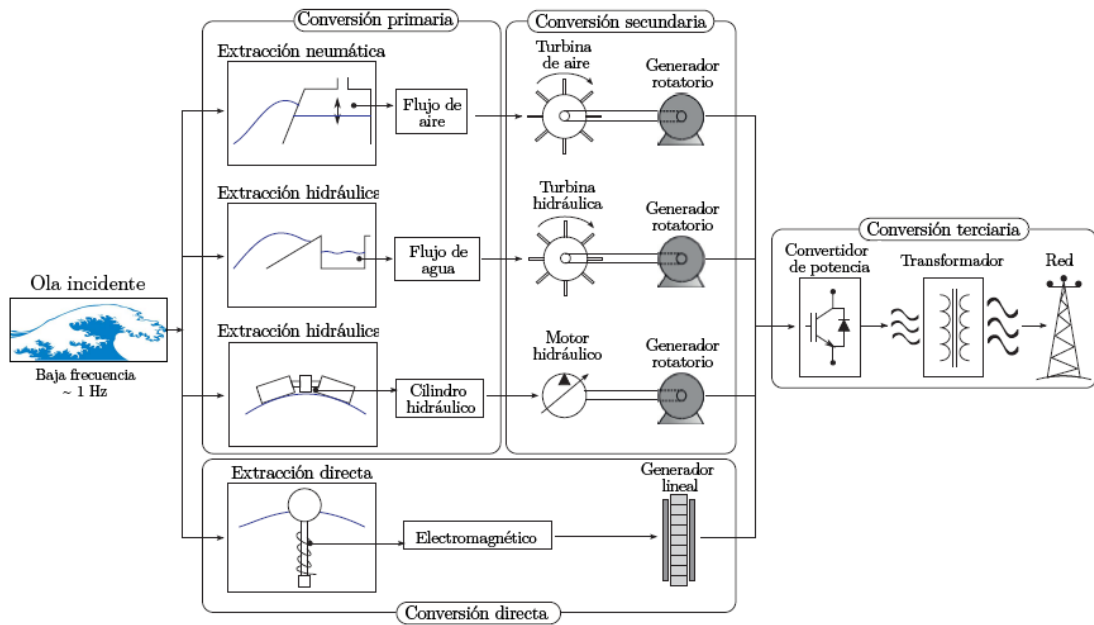 Conversión primaria
Conversión secundaria
Extracción neumática
Turbina
de aire
Generador
rotatorio
Flujo de
aire
Extracción hidráulica
Turbina
hidráulica
Generador
rotatorio
Flujo de
agua
Conversión terciaria
Convertidor
de potencia
Transformador
Red
Ola incidente
Baja frecuencia
~ 1 Hz
Extracción hidráulica
Motor
hidráulico
Generador
rotatorio
Cilindro
hidráulico
Extracción directa
Generador
lineal
Electromagnético
Conversión directa